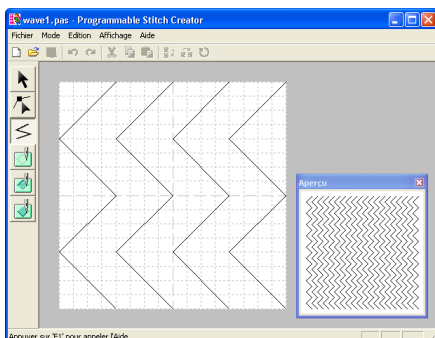 wave1.pas - Programmable Stitch Creator
Fichier Mode Edition Affichage Aide
Aperçu
Appuyer sur 'F1' pour appeler l'Aide